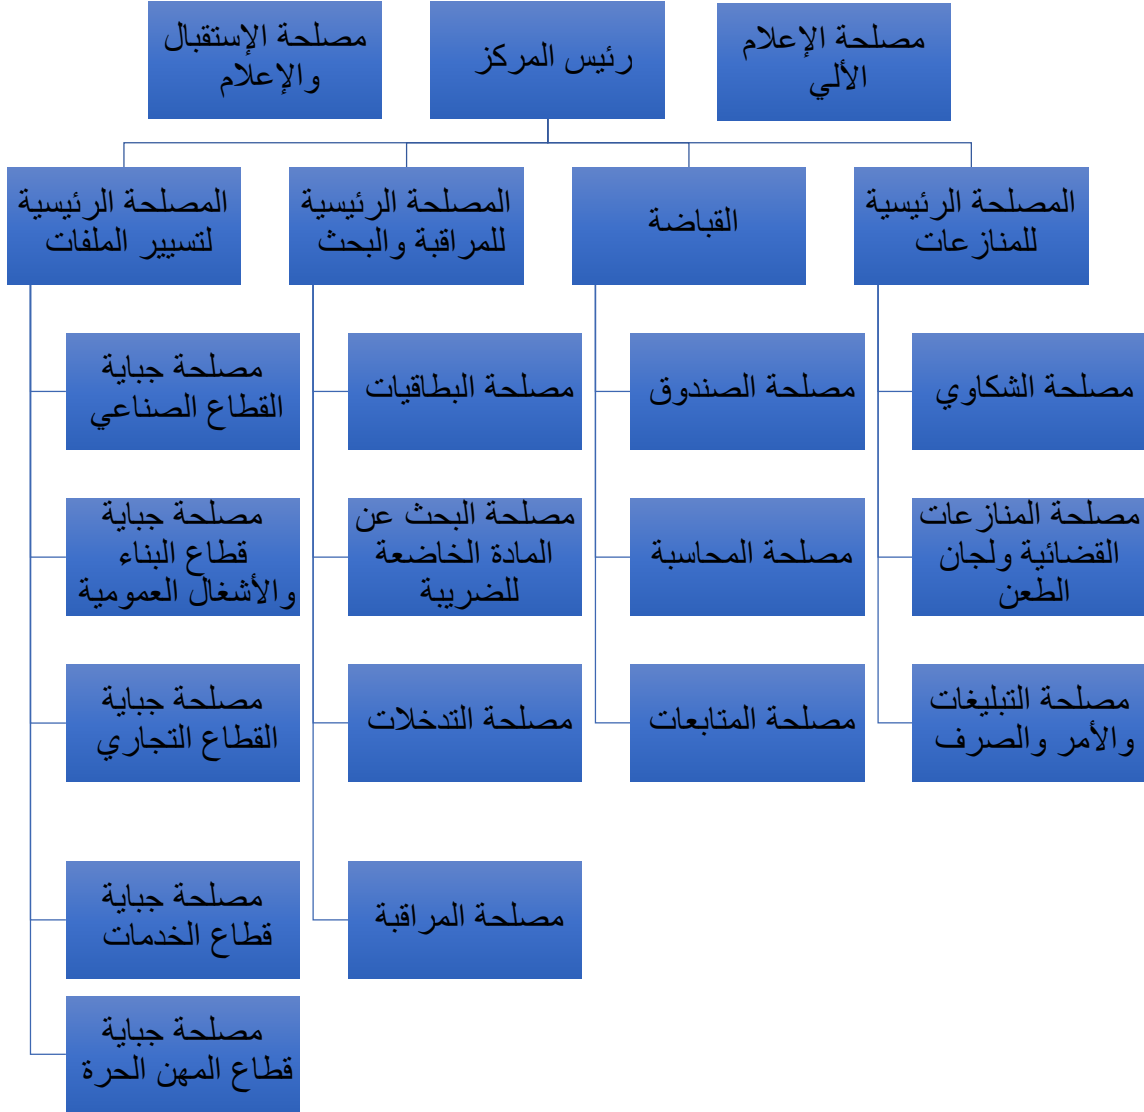 مصلحة الإعلام
الألي
رئيس المركز
مصلحة الإستقبال
والإعلام
المصلحة الرئيسية
للمنازعات
القباضة
المصلحة الرئيسية
للمراقبة والبحث
المصلحة الرئيسية
لتسيير الملفات
مصلحة الشكاوي
مصلحة الصندوق
مصلحة البطاقيات
مصلحة جباية
القطاع الصناعي
مصلحة المنازعات
القضائية ولجان
الطعن
مصلحة المحاسبة
مصلحة البحث عن
المادة الخاضعة
للضريبة
مصلحة جباية
قطاع البناء
والأشغال العمومية
مصلحة التبليغات
والأمر والصرف
مصلحة المتابعات
مصلحة التدخلات
مصلحة جباية
القطاع التجاري
مصلحة المراقبة
مصلحة جباية
قطاع الخدمات
مصلحة جباية
قطاع المهن الحرة